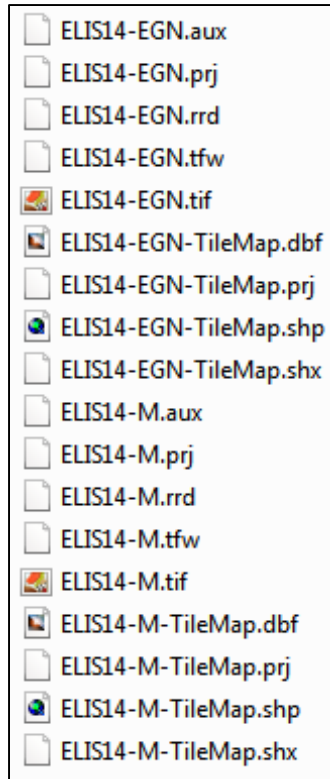 ELIS14-EGN.aux
ELIS14-EGN.prj
ELIS14-EGN.rrd
ELIS14-EGN.tfw
ELIS14-EGN.tif
ELIS14-EGN-TileMap.dbf
ELIS14-EGN-TileMap.prj
ELIS14-EGN-TileMap.shp
ELIS14-EGN-TileMap.shx
ELIS14-M.aux
ELIS14-M.prj
ELIS14-M.rrd
ELIS14-M.tfw
ELIS14-M.tif
ELIS14-M-TileMap.dbf
ELIS14-M-TileMap.prj
ELIS14-M-TileMap.shp
ELIS14-M-TileMap.shx